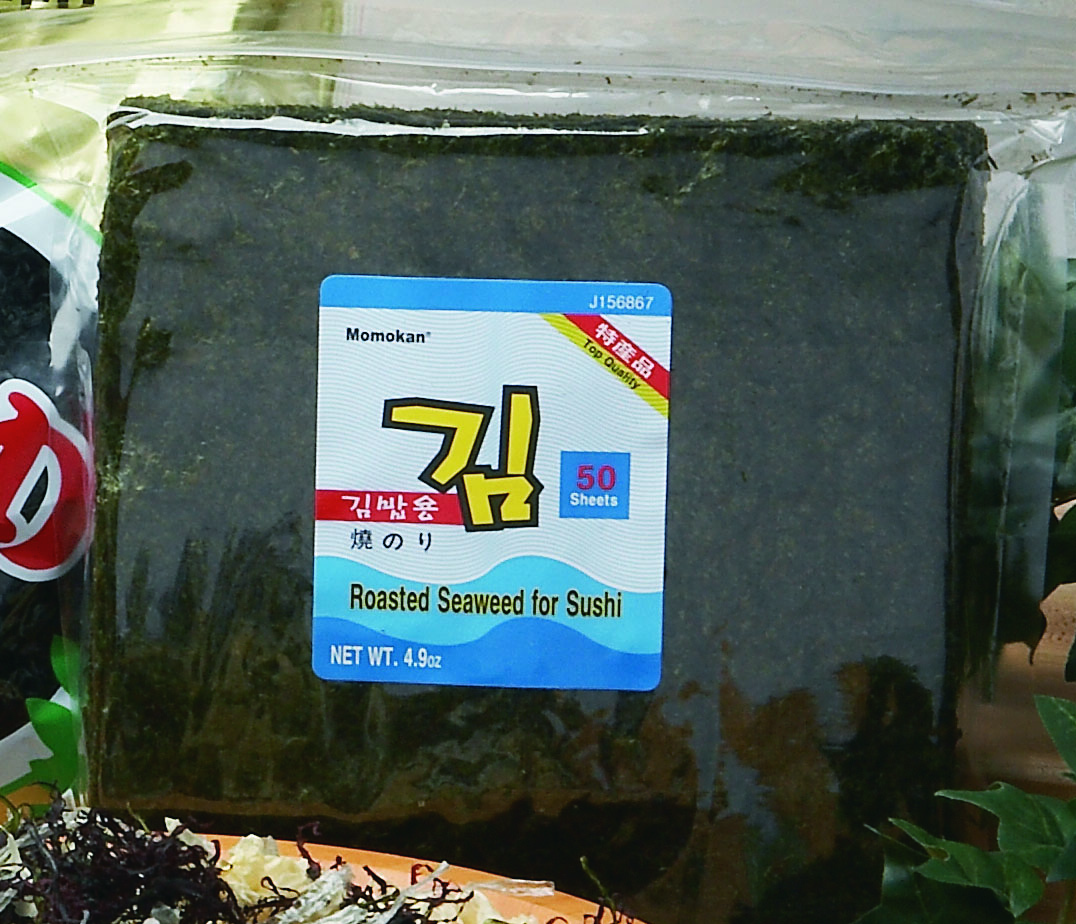 J156867
Momokan®
特産品
Top Quality
김
50
Sheets
김밥용
燒のり
Roasted Seaweed for Sushi
NET WT. 4.9oz